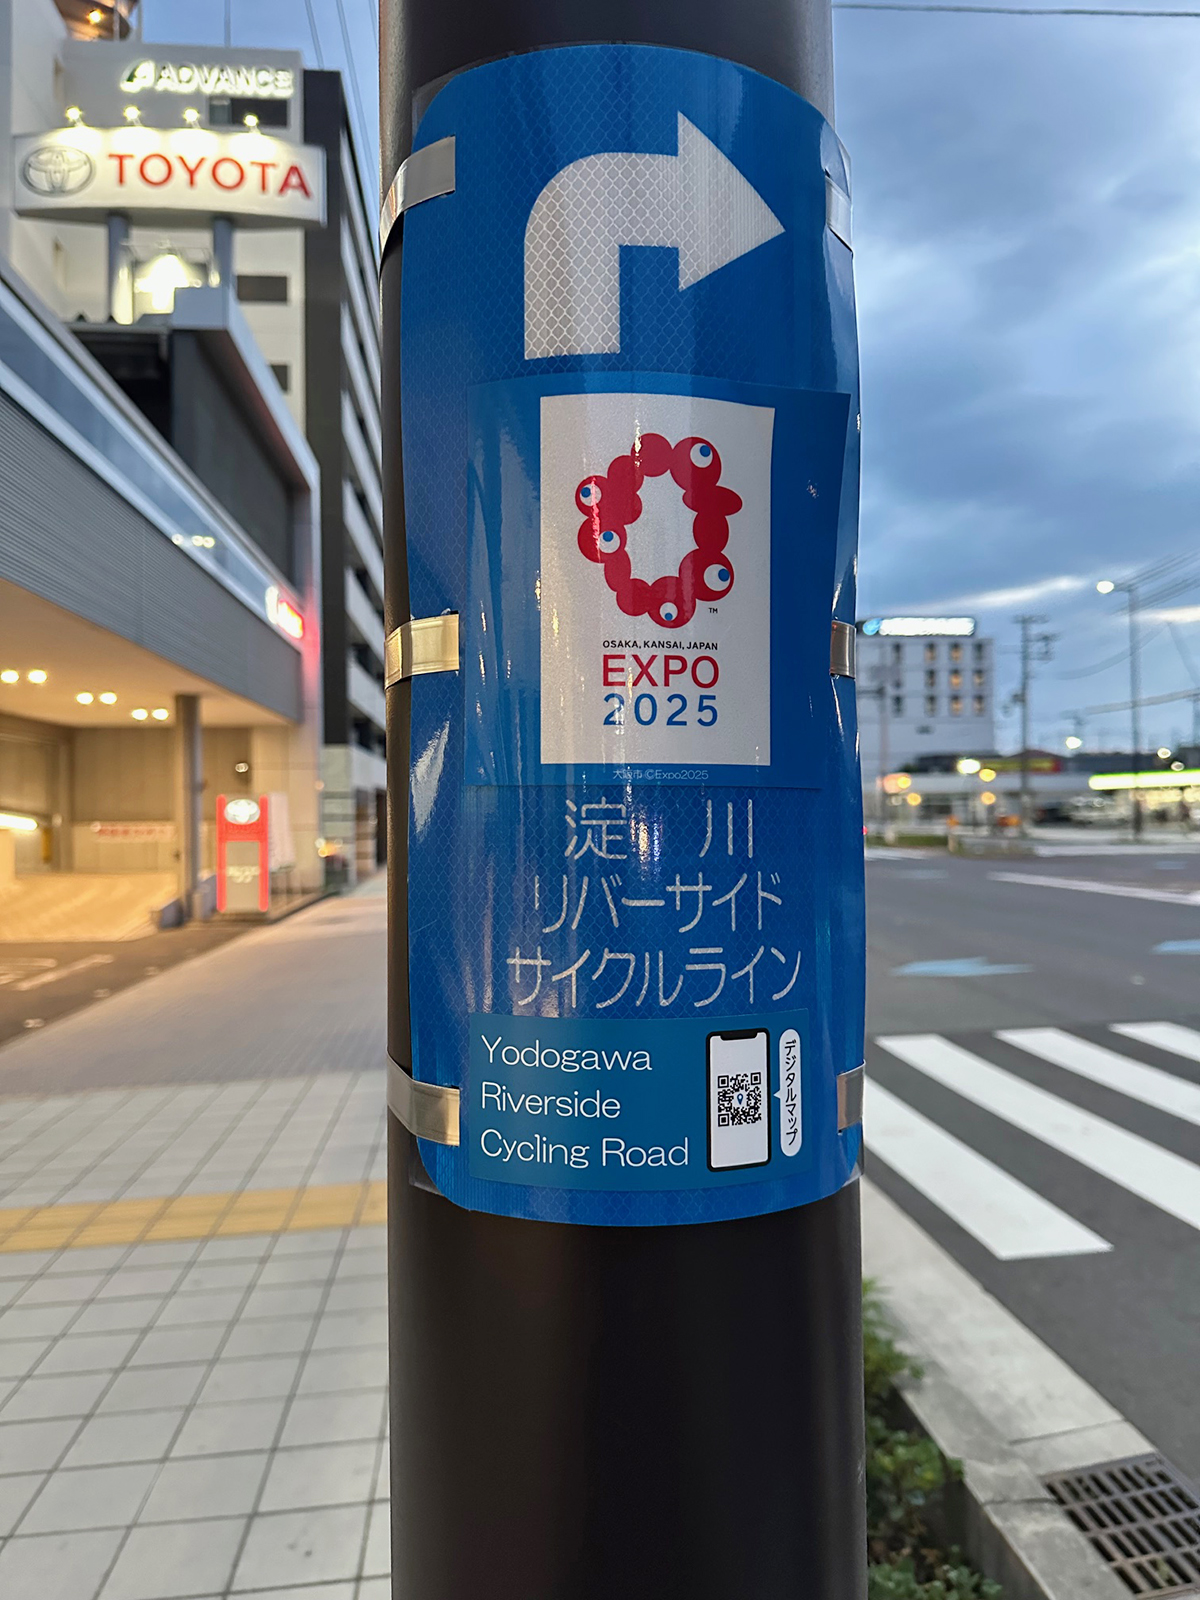 ADVANCE
TOYOTA
OSAKA, KANSAI, JAPAN
EXPO
2025
TM
大阪市 ©Expo2025
淀川
リバーサイド
サイクルライン
Yodogawa
Riverside
Cycling Road
デジタルマップ